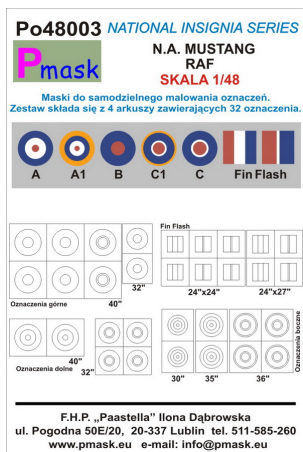 Po48003 NATIONAL INSIGNIA SERIES
Pmask
N.A. MUSTANG
RAF
SKALA 1/48
Maski do samodzielnego malowania oznaczeń.
Zestaw składa się z 4 arkuszy zawierających 32 oznaczenia.
A A1 B C1 C Fin Flash
Fin Flash
32"
24"x24" 24"x27"
Oznaczenia górne 40"
Oznaczenia boczne
40"
Oznaczenia dolne 32"
30" 35" 36"
F.H.P. „Paastella” Ilona Dąbrowska
ul. Pogodna 50E/20, 20-337 Lublin tel. 511-585-260
www.pmask.eu e-mail: info@pmask.eu